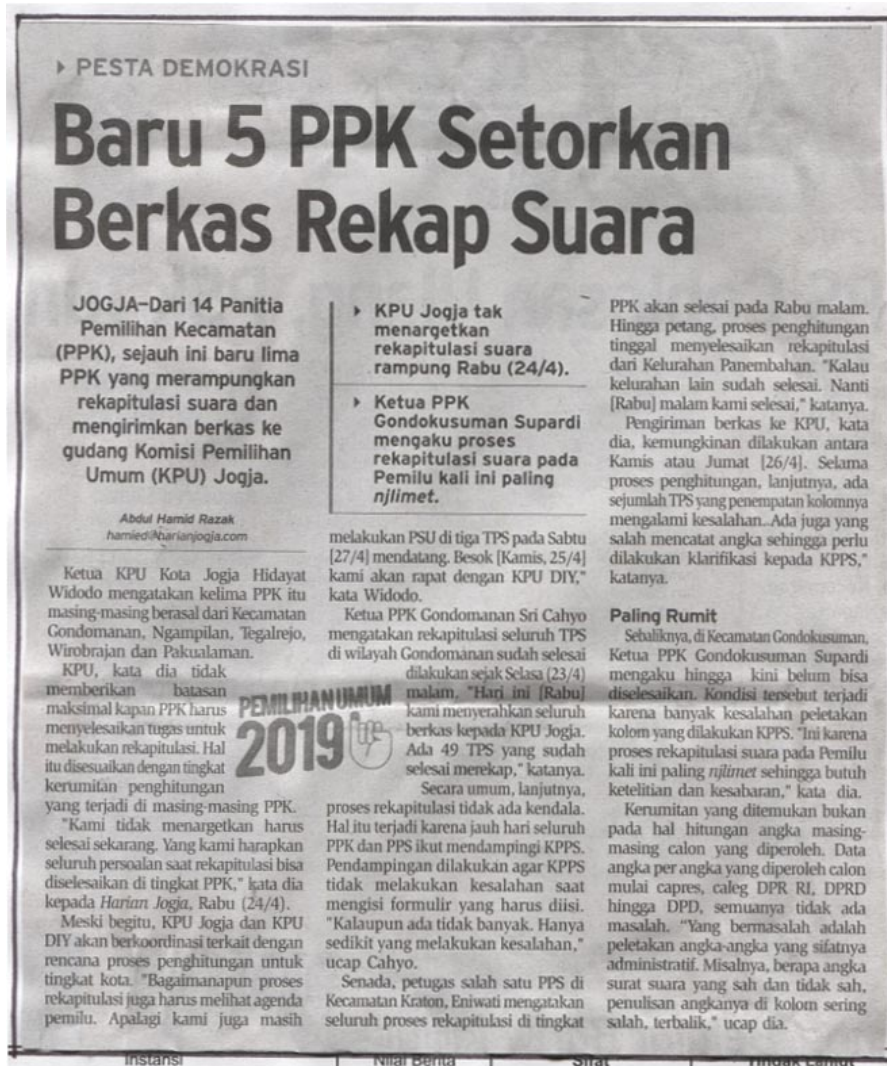 PESTA DEMOKRASI
Baru 5 PPK Setorkan
Berkas Rekap Suara
JOGJA–Dari 14 Panitia
Pemilihan Kecamatan
(PPK), sejauh ini baru lima
PPK yang merampungkan
rekapitulasi suara dan
mengirimkan berkas ke
gudang Komisi Pemilihan
Umum (KPU) Jogja.
Abdul Hamid Razak
hamied@harianjogja.com
Ketua KPU Kota Jogja Hidayat
Widodo mengatakan kelima PPK itu
masing-masing berasal dari Kecamatan
Gondomanan, Ngampilan, Tegalrejo,
Wirobrajan dan Pakualaman.
KPU, kata dia tidak
memberikan batasan
maksimal kapan PPK harus
menyelesaikan tugas untuk
melakukan rekapitulasi. Hal
itu disesuaikan dengan tingkat
kerumitan penghitungan
yang terjadi di masing-masing PPK.
"Kami tidak menargetkan harus
selesai sekarang. Yang kami harapkan
seluruh persoalan saat rekapitulasi bisa
diselesaikan di tingkat PPK," kata dia
kepada Harian Jogja, Rabu (24/4).
Meski begitu, KPU Jogja dan KPU
DIY akan berkoordinasi terkait dengan
rencana proses penghitungan untuk
tingkat kota. "Bagaimanapun proses
rekapitulasi juga harus melihat agenda
pemilu. Apalagi kami juga masih
KPU Jogja tak
menargetkan
rekapitulasi suara
rampung Rabu (24/4).
Ketua PPK
Gondokusuman Supardi
mengaku proses
rekapitulasi suara pada
Pemilu kali ini paling
njlimet.
melakukan PSU di tiga TPS pada Sabtu
[27/4] mendatang. Besok [Kamis, 25/4]
kami akan rapat dengan KPU DIY,"
kata Widodo.
Ketua PPK Gondomanan Sri Cahyo
mengatakan rekapitulasi seluruh TPS
di wilayah Gondomanan sudah selesai
dilakukan sejak Selasa (23/4)
malam. "Hari ini [Rabu]
kami menyerahkan seluruh
berkas kepada KPU Jogja.
Ada 49 TPS yang sudah
selesai merekap," katanya.
PEMILIHAN UMUM
2019
Secara umum, lanjutnya,
proses rekapitulasi tidak ada kendala.
Hal itu terjadi karena jauh hari seluruh
PPK dan PPS ikut mendampingi KPPS.
Pendampingan dilakukan agar KPPS
tidak melakukan kesalahan saat
mengisi formulir yang harus diisi.
"Kalaupun ada tidak banyak. Hanya
sedikit yang melakukan kesalahan,"
ucap Cahyo.
Senada, petugas salah satu PPS di
Kecamatan Kraton, Eniwati mengatakan
seluruh proses rekapitulasi di tingkat
PPK akan selesai pada Rabu malam.
Hingga petang, proses penghitungan
tinggal menyelesaikan rekapitulasi
dari Kelurahan Panembahan. "Kalau
kelurahan lain sudah selesai. Nanti
[Rabu] malam kami selesai," katanya.
Pengiriman berkas ke KPU, kata
dia, kemungkinan dilakukan antara
Kamis atau Jumat [26/4]. Selama
proses penghitungan, lanjutnya, ada
sejumlah TPS yang penempatan kolomnya
mengalami kesalahan. Ada juga yang
salah mencatat angka sehingga perlu
dilakukan klarifikasi kepada KPPS,"
katanya.
Paling Rumit
Sebaliknya, di Kecamatan Gondokusuman,
Ketua PPK Gondokusuman Supardi
mengaku hingga kini belum bisa
diselesaikan. Kondisi tersebut terjadi
karena banyak kesalahan peletakan
kolom yang dilakukan KPPS. "Ini karena
proses rekapitulasi suara pada Pemilu
kali ini paling njlimet sehingga butuh
ketelitian dan kesabaran," kata dia.
Kerumitan yang ditemukan bukan
pada hal hitungan angka masing-
masing calon yang diperoleh. Data
angka per angka yang diperoleh calon
mulai capres, caleg DPR RI, DPRD
hingga DPD, semuanya tidak ada
masalah. "Yang bermasalah adalah
peletakan angka-angka yang sifatnya
administratif. Misalnya, berapa angka
surat suara yang sah dan tidak sah,
penulisan angkanya di kolom sering
salah, terbalik," ucap dia.
Instansi
Nilai Berita
Sifat
Tindak Lanjut